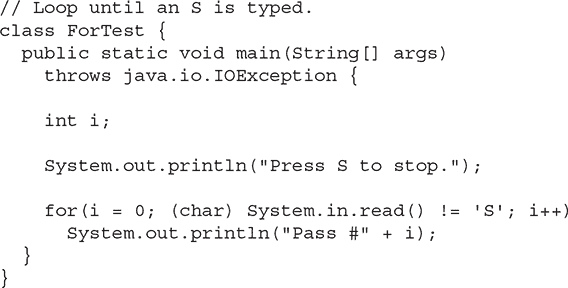 // Loop until an S is typed.
class ForTest {
  public static void main(String[] args)
    throws java.io.IOException {

    int i;

    System.out.println("Press S to stop.");

    for(i = 0; (char) System.in.read() != 'S'; i++)
      System.out.println("Pass #" + i);
  }
}